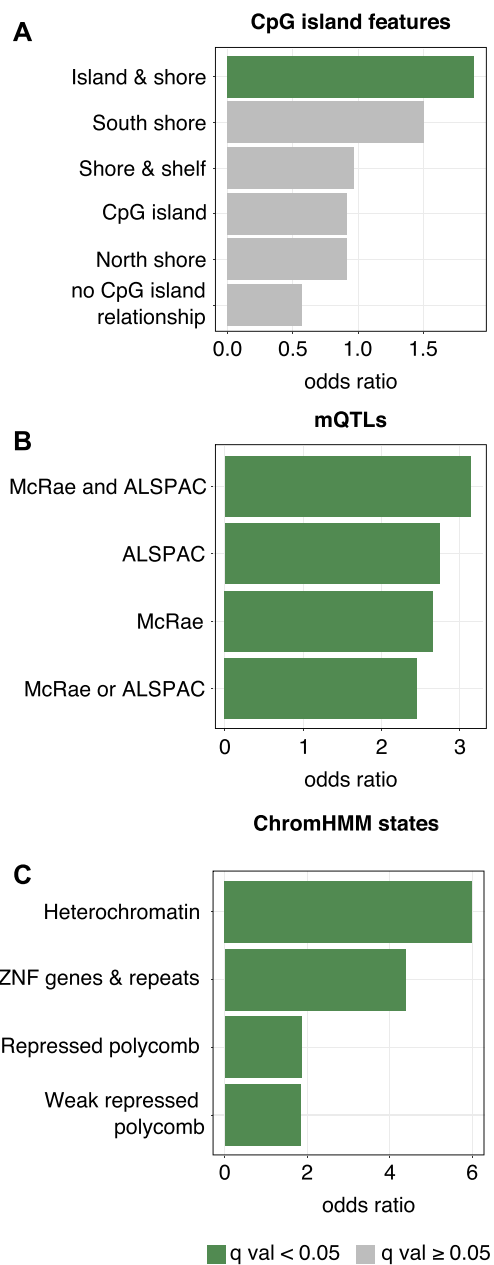 A
CpG island features
Island & shore
South shore
Shore & shelf
CpG island
North shore
no CpG island
relationship
0.0 0.5 1.0 1.5
odds ratio
B
mQTLs
McRae and ALSPAC
ALSPAC
McRae
McRae or ALSPAC
0 1 2 3
odds ratio
ChromHMM states
C
Heterochromatin
ZNF genes & repeats
Repressed polycomb
Weak repressed
polycomb
0 2 4 6
odds ratio
q val < 0.05 q val ≥ 0.05